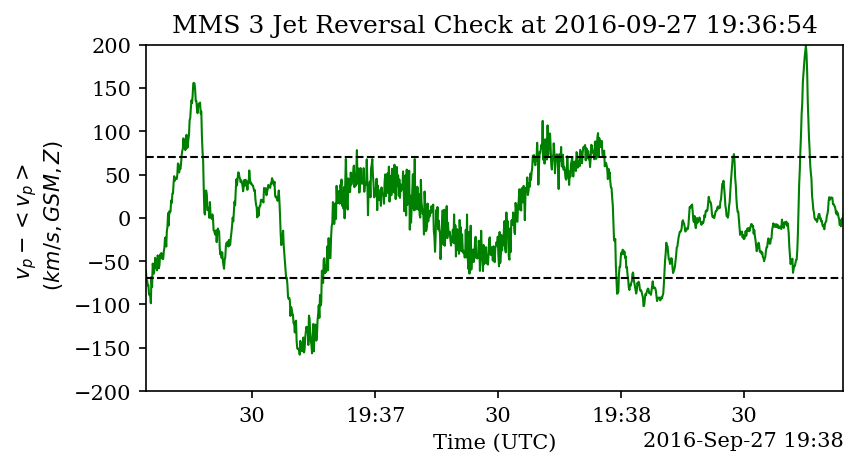 MMS 3 Jet Reversal Check at 2016-09-27 19:36:54
v_p - < v_p >
(km/s, GSM, Z)
200
150
100
50
0
−50
−100
−150
−200
30 19:37 30 19:38 30
Time (UTC)
2016-Sep-27 19:38